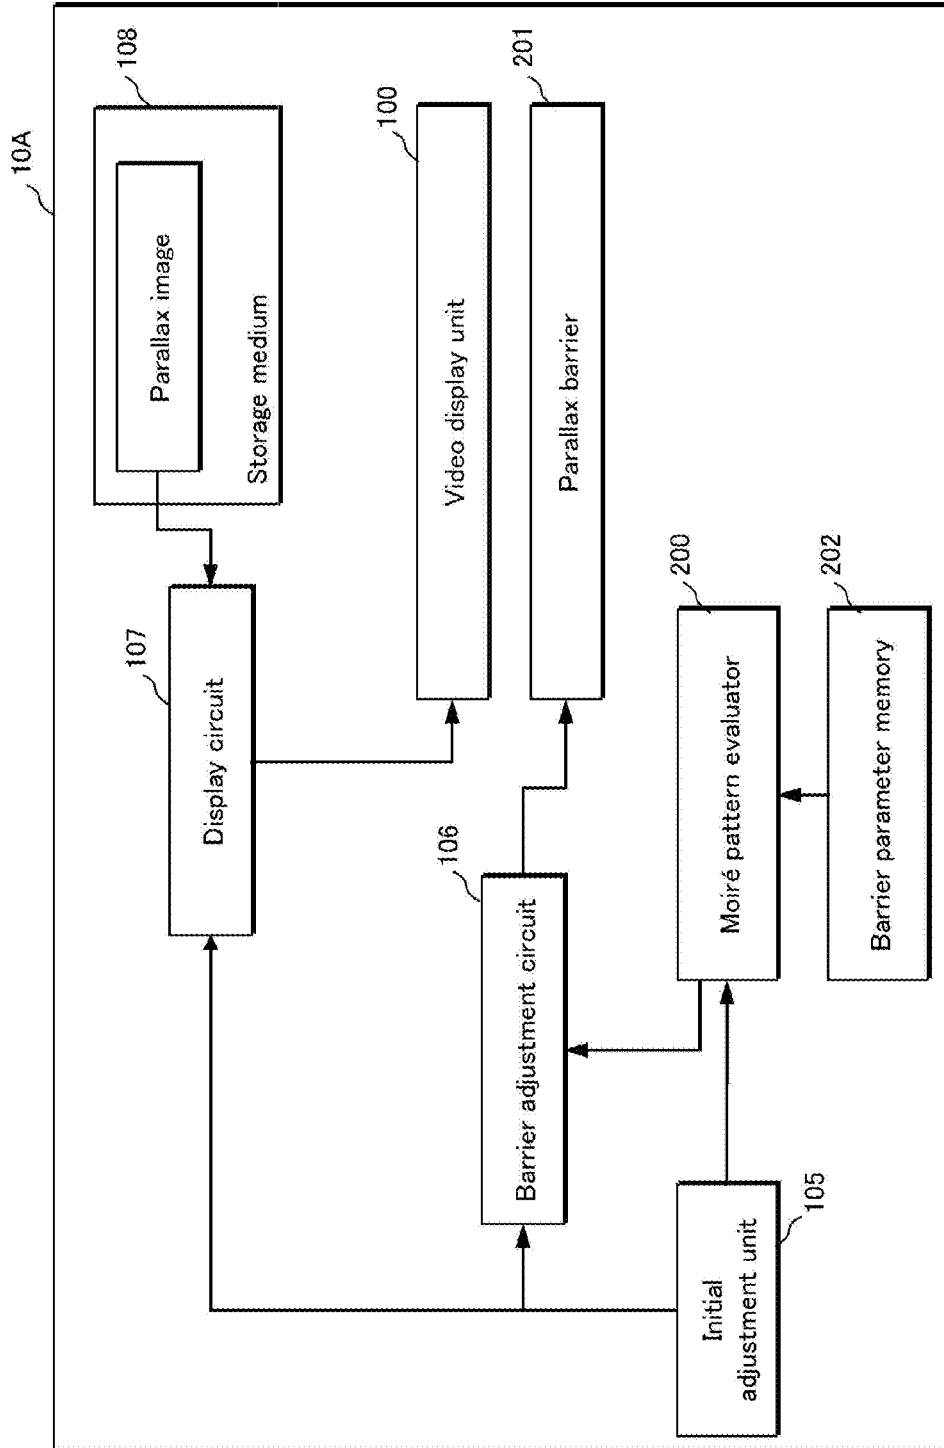 10A
108
Parallax image
Storage medium
107
Display circuit
100
Video display unit
201
Parallax barrier
106
Barrier adjustment circuit
200
Moiré pattern evaluator
202
Barrier parameter memory
105
Initial
adjustment unit